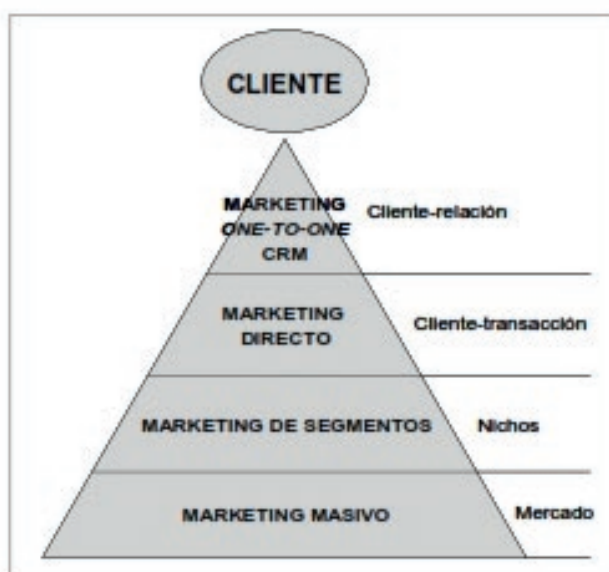 CLIENTE
MARKETING
ONE-TO-ONE
CRM
Cliente-relación
MARKETING
DIRECTO
Cliente-transacción
MARKETING DE SEGMENTOS
Nichos
MARKETING MASIVO
Mercado